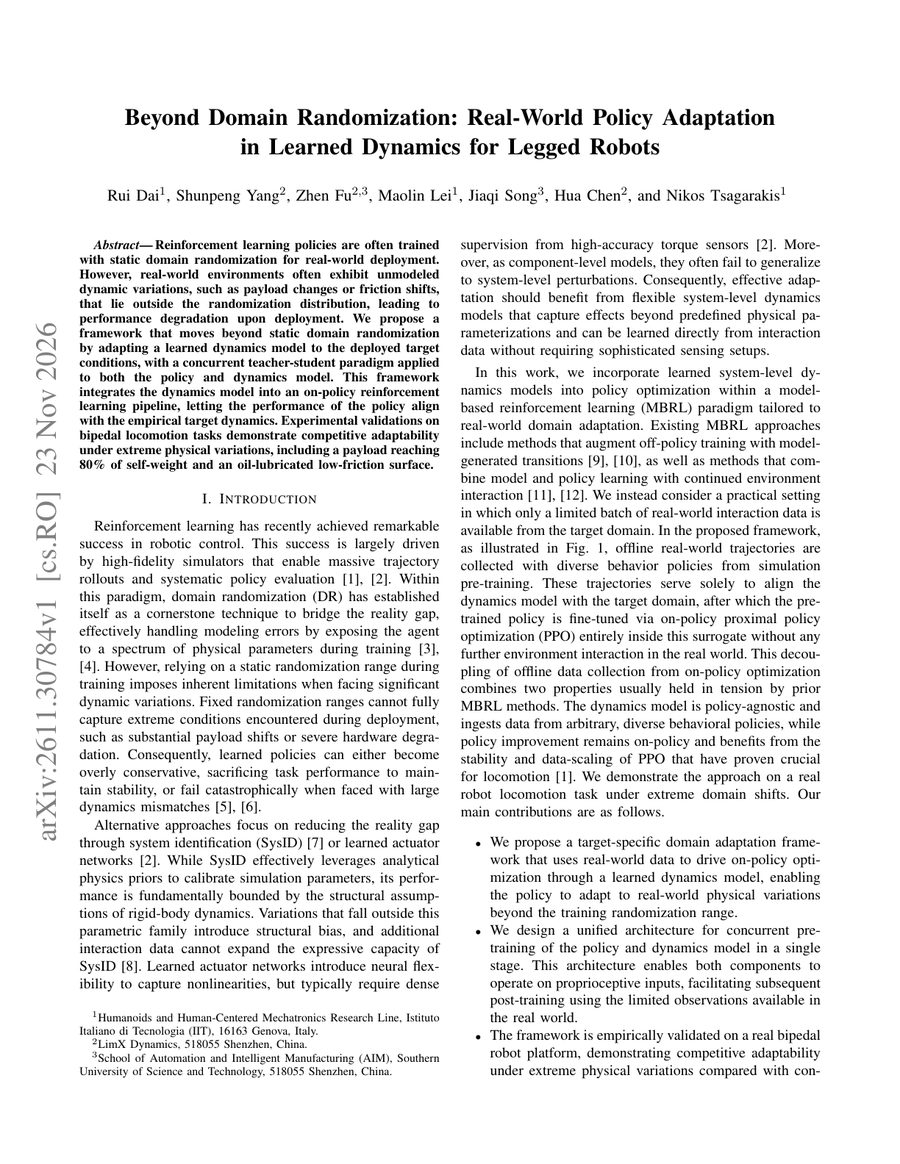 Beyond Domain Randomization: Real-World Policy Adaptation
in Learned Dynamics for Legged Robots
Rui Dai1, Shunpeng Yang2, Zhen Fu2,3, Maolin Lei1, Jiaqi Song3, Hua Chen2, and Nikos Tsagarakis1
Abstract— Reinforcement learning policies are often trained
with static domain randomization for real-world deployment.
However, real-world environments often exhibit unmodeled
dynamic variations, such as payload changes or friction shifts,
that lie outside the randomization distribution, leading to
performance degradation upon deployment. We propose a
framework that moves beyond static domain randomization
by adapting a learned dynamics model to the deployed target
conditions, with a concurrent teacher-student paradigm applied
to both the policy and dynamics model. This framework
integrates the dynamics model into an on-policy reinforcement
learning pipeline, letting the performance of the policy align
with the empirical target dynamics. Experimental validations on
bipedal locomotion tasks demonstrate competitive adaptability
under extreme physical variations, including a payload reaching
80% of self-weight and an oil-lubricated low-friction surface.
I. INTRODUCTION
Reinforcement learning has recently achieved remarkable
success in robotic control. This success is largely driven
by high-fidelity simulators that enable massive trajectory
rollouts and systematic policy evaluation [1], [2]. Within
this paradigm, domain randomization (DR) has established
itself as a cornerstone technique to bridge the reality gap,
effectively handling modeling errors by exposing the agent
to a spectrum of physical parameters during training [3],
[4]. However, relying on a static randomization range during
training imposes inherent limitations when facing significant
dynamic variations. Fixed randomization ranges cannot fully
capture extreme conditions encountered during deployment,
such as substantial payload shifts or severe hardware degra-
dation. Consequently, learned policies can either become
overly conservative, sacrificing task performance to main-
tain stability, or fail catastrophically when faced with large
dynamics mismatches [5], [6].
Alternative approaches focus on reducing the reality gap
through system identification (SysID) [7] or learned actuator
networks [2]. While SysID effectively leverages analytical
physics priors to calibrate simulation parameters, its perfor-
mance is fundamentally bounded by the structural assump-
tions of rigid-body dynamics. Variations that fall outside this
parametric family introduce structural bias, and additional
interaction data cannot expand the expressive capacity of
SysID [8]. Learned actuator networks introduce neural flex-
ibility to capture nonlinearities, but typically require dense
1Humanoids and Human-Centered Mechatronics Research Line, Istituto
Italiano di Tecnologia (IIT), 16163 Genova, Italy.
2LimX Dynamics, 518055 Shenzhen, China.
3School of Automation and Intelligent Manufacturing (AIM), Southern
University of Science and Technology, 518055 Shenzhen, China.
supervision from high-accuracy torque sensors [2]. More-
over, as component-level models, they often fail to generalize
to system-level perturbations. Consequently, effective adap-
tation should benefit from flexible system-level dynamics
models that capture effects beyond predefined physical pa-
rameterizations and can be learned directly from interaction
data without requiring sophisticated sensing setups.
In this work, we incorporate learned system-level dy-
namics models into policy optimization within a model-
based reinforcement learning (MBRL) paradigm tailored to
real-world domain adaptation. Existing MBRL approaches
include methods that augment off-policy training with model-
generated transitions [9], [10], as well as methods that com-
bine model and policy learning with continued environment
interaction [11], [12]. We instead consider a practical setting
in which only a limited batch of real-world interaction data is
available from the target domain. In the proposed framework,
as illustrated in Fig. 1, offline real-world trajectories are
collected with diverse behavior policies from simulation
pre-training. These trajectories serve solely to align the
dynamics model with the target domain, after which the pre-
trained policy is fine-tuned via on-policy proximal policy
optimization (PPO) entirely inside this surrogate without any
further environment interaction in the real world. This decou-
pling of offline data collection from on-policy optimization
combines two properties usually held in tension by prior
MBRL methods. The dynamics model is policy-agnostic and
ingests data from arbitrary, diverse behavioral policies, while
policy improvement remains on-policy and benefits from the
stability and data-scaling of PPO that have proven crucial
for locomotion [1]. We demonstrate the approach on a real
robot locomotion task under extreme domain shifts. Our
main contributions are as follows.
• We propose a target-specific domain adaptation frame-
work that uses real-world data to drive on-policy opti-
mization through a learned dynamics model, enabling
the policy to adapt to real-world physical variations
beyond the training randomization range.
• We design a unified architecture for concurrent pre-
training of the policy and dynamics model in a single
stage. This architecture enables both components to
operate on proprioceptive inputs, facilitating subsequent
post-training using the limited observations available in
the real world.
• The framework is empirically validated on a real bipedal
robot platform, demonstrating competitive adaptability
under extreme physical variations compared with con-
arXiv:2611.30784v1 [cs.RO] 23 Nov 2026